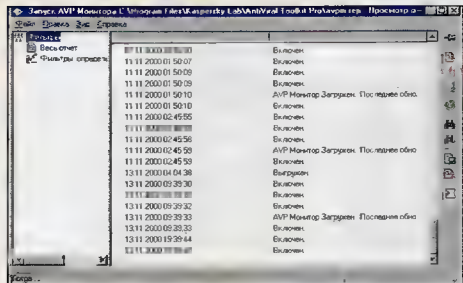 Запуск AVP Монитора C:\Program Files\Kaspersky Lab\AntiViral Toolkit Pro\avpm.rep Просмотр
Файл Правка Вид Справка
Фильтры
Весь отчет
Фильтры
Включен.
11.11.2000 01:50:07 Включен.
11.11.2000 01:50:09 Включен.
11.11.2000 01:50:09 Включен.
11.11.2000 01:50:10 AVP Монитор Загружен. Последнее обно
11.11.2000 01:50:10 Включен.
11.11.2000 02:45:55 Включен.
Включен.
11.11.2000 02:45:58 Включен.
11.11.2000 02:45:59 AVP Монитор Загружен. Последнее обно
11.11.2000 02:45:59 Включен.
13.11.2000 04:04:38 Выгружен.
13.11.2000 09:39:30 Включен.
Включен.
13.11.2000 09:39:32 Включен.
13.11.2000 09:39:33 AVP Монитор Загружен. Последнее обно
13.11.2000 09:39:33 Включен.
13.11.2000 19:39:44 Включен.
Включен.